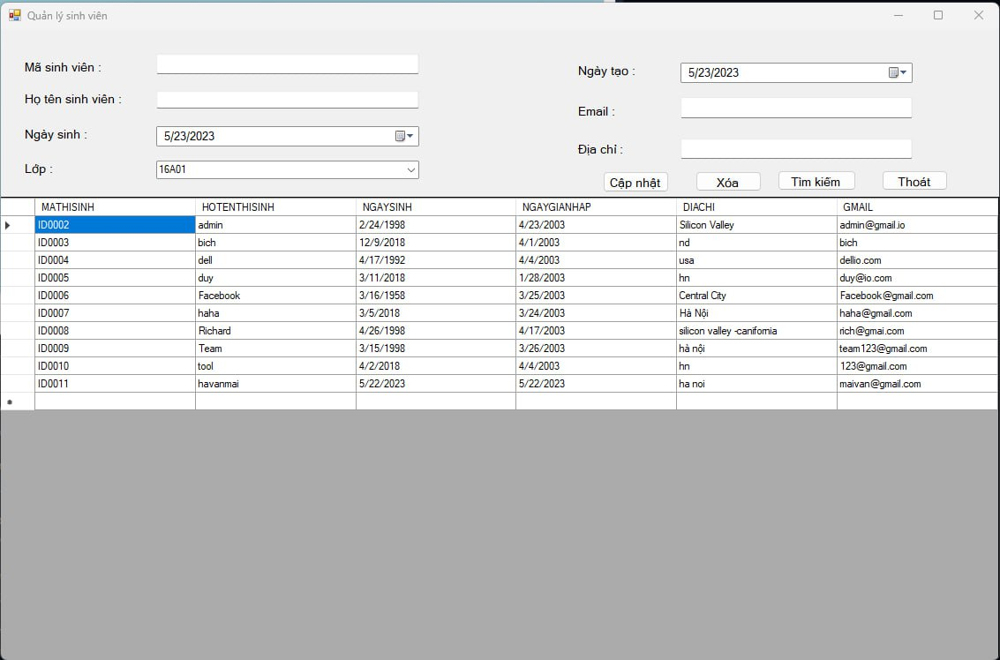 Quản lý sinh viên
Mã sinh viên :
Ngày tạo : 5/23/2023
Họ tên sinh viên :
Email :
Ngày sinh : 5/23/2023
Địa chỉ :
Lớp : 16A01
Cập nhật Xóa Tìm kiếm Thoát
MATHISINH HOTENTHISINH NGAYSINH NGAYGIANHAP DIACHI GMAIL
ID0002 admin 2/24/1998 4/23/2003 Silicon Valley admin@gmail.io
ID0003 bich 12/9/2018 4/1/2003 nd bich
ID0004 dell 4/17/1992 4/4/2003 usa dellio.com
ID0005 duy 3/11/2018 1/28/2003 hn duy@io.com
ID0006 Facebook 3/16/1958 3/25/2003 Central City Facebook@gmail.com
ID0007 haha 3/5/2018 3/24/2003 Hà Nội haha@gmail.com
ID0008 Richard 4/26/1998 4/17/2003 silicon valley -canifornia rich@gmai.com
ID0009 Team 3/15/1998 3/26/2003 hà nội team123@gmail.com
ID0010 tool 4/2/2018 4/4/2003 hn 123@gmail.com
ID0011 havanmai 5/22/2023 5/22/2023 ha noi maivan@gmail.com